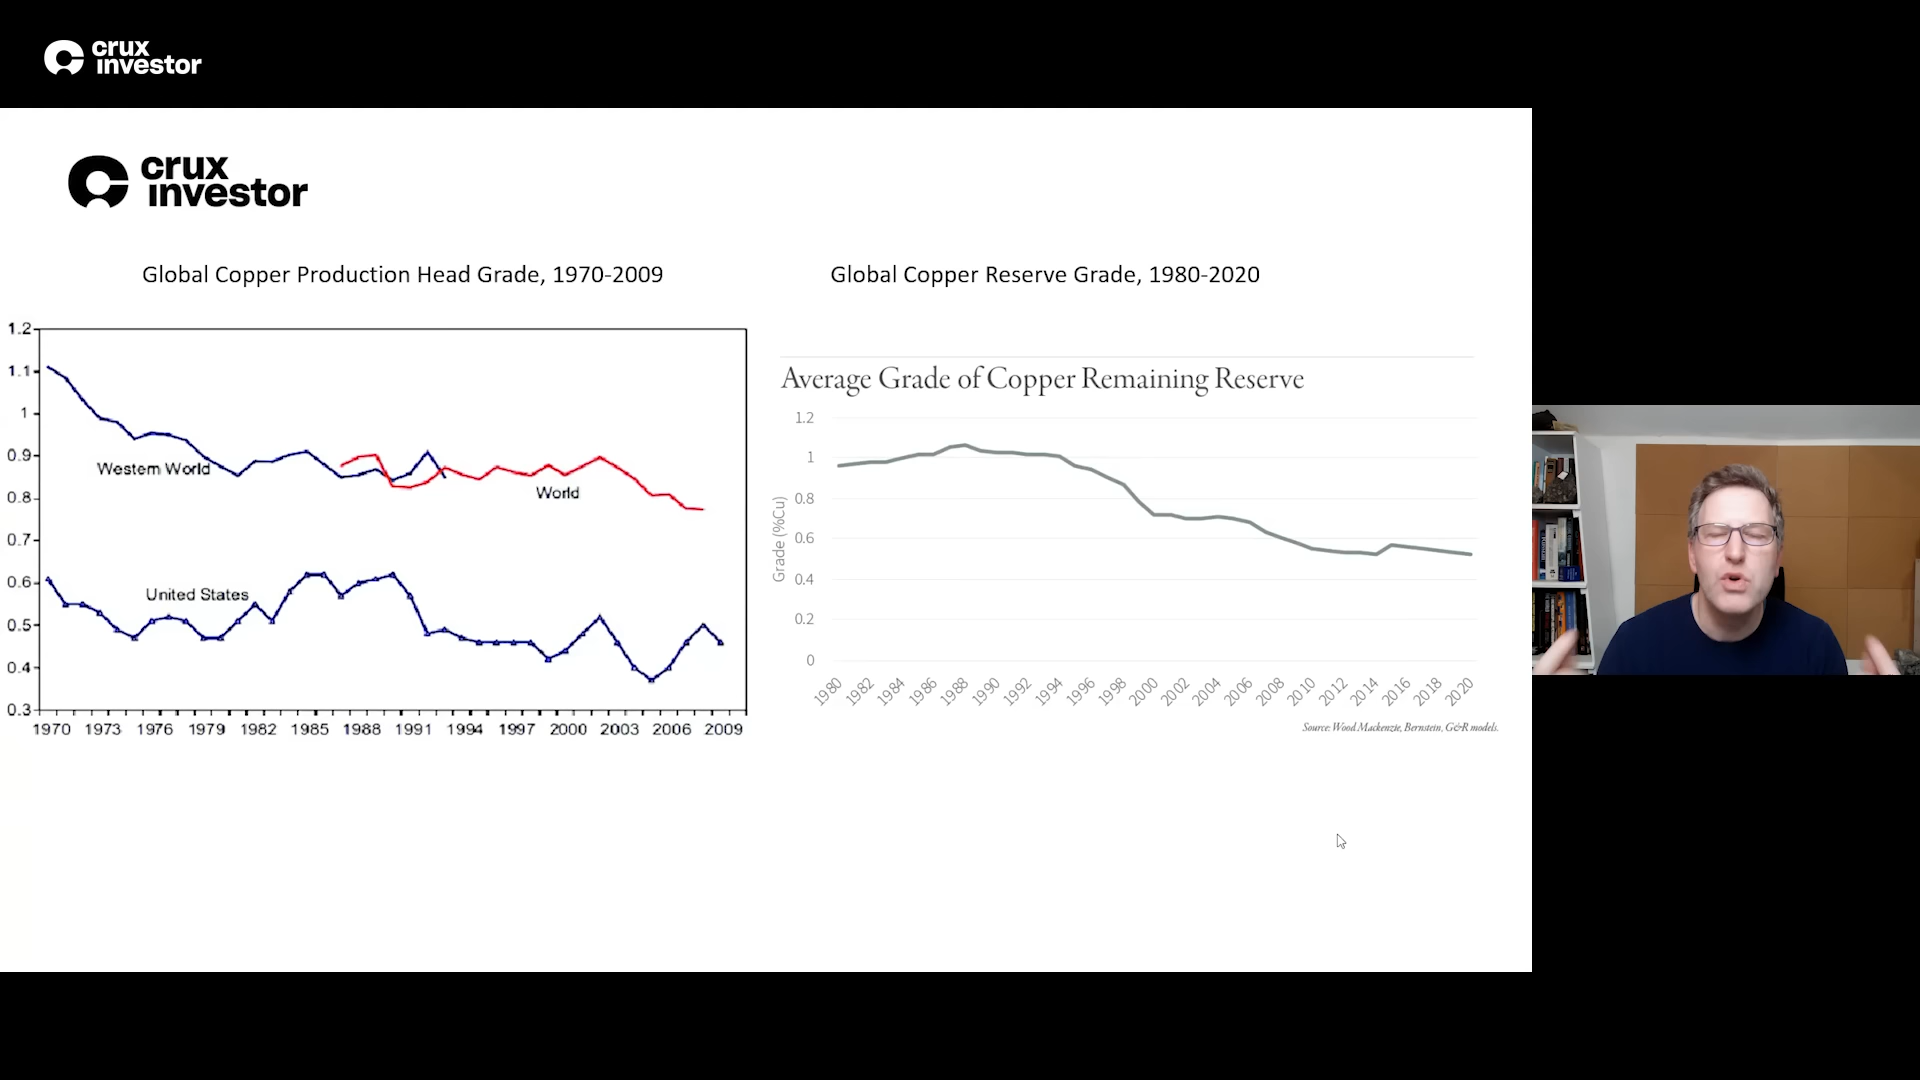 crux
investor
crux
investor
Global Copper Production Head Grade, 1970-2009
1.2
1.1
1
0.9
0.8
0.7
0.6
0.5
0.4
0.3
Western World
World
United States
1970 1973 1976 1979 1982 1985 1988 1991 1994 1997 2000 2003 2006 2009
Global Copper Reserve Grade, 1980-2020
Average Grade of Copper Remaining Reserve
Grade (%Cu)
1.2
1
0.8
0.6
0.4
0.2
0
1980 1982 1984 1986 1988 1990 1992 1994 1996 1998 2000 2002 2004 2006 2008 2010 2012 2014 2016 2018 2020
Source: Wood Mackenzie, Bernstein, G&R models.